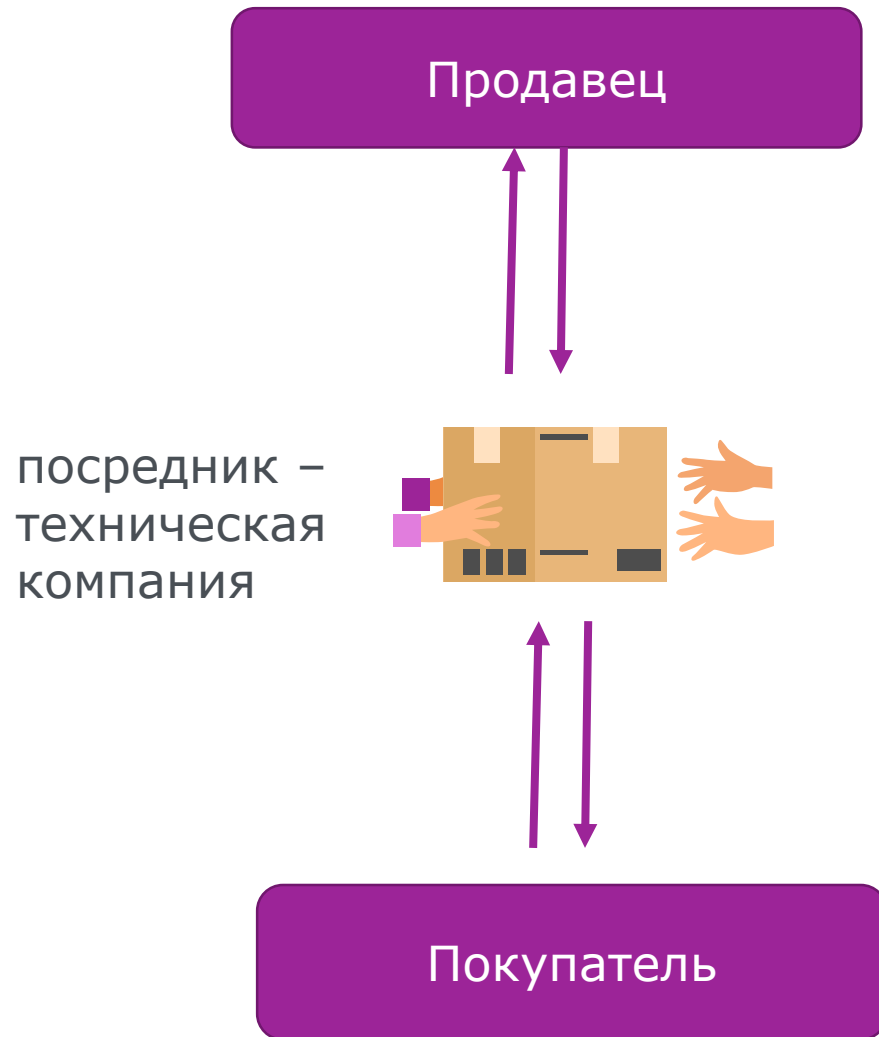 Продавец
посредник –
техническая
компания
Покупатель